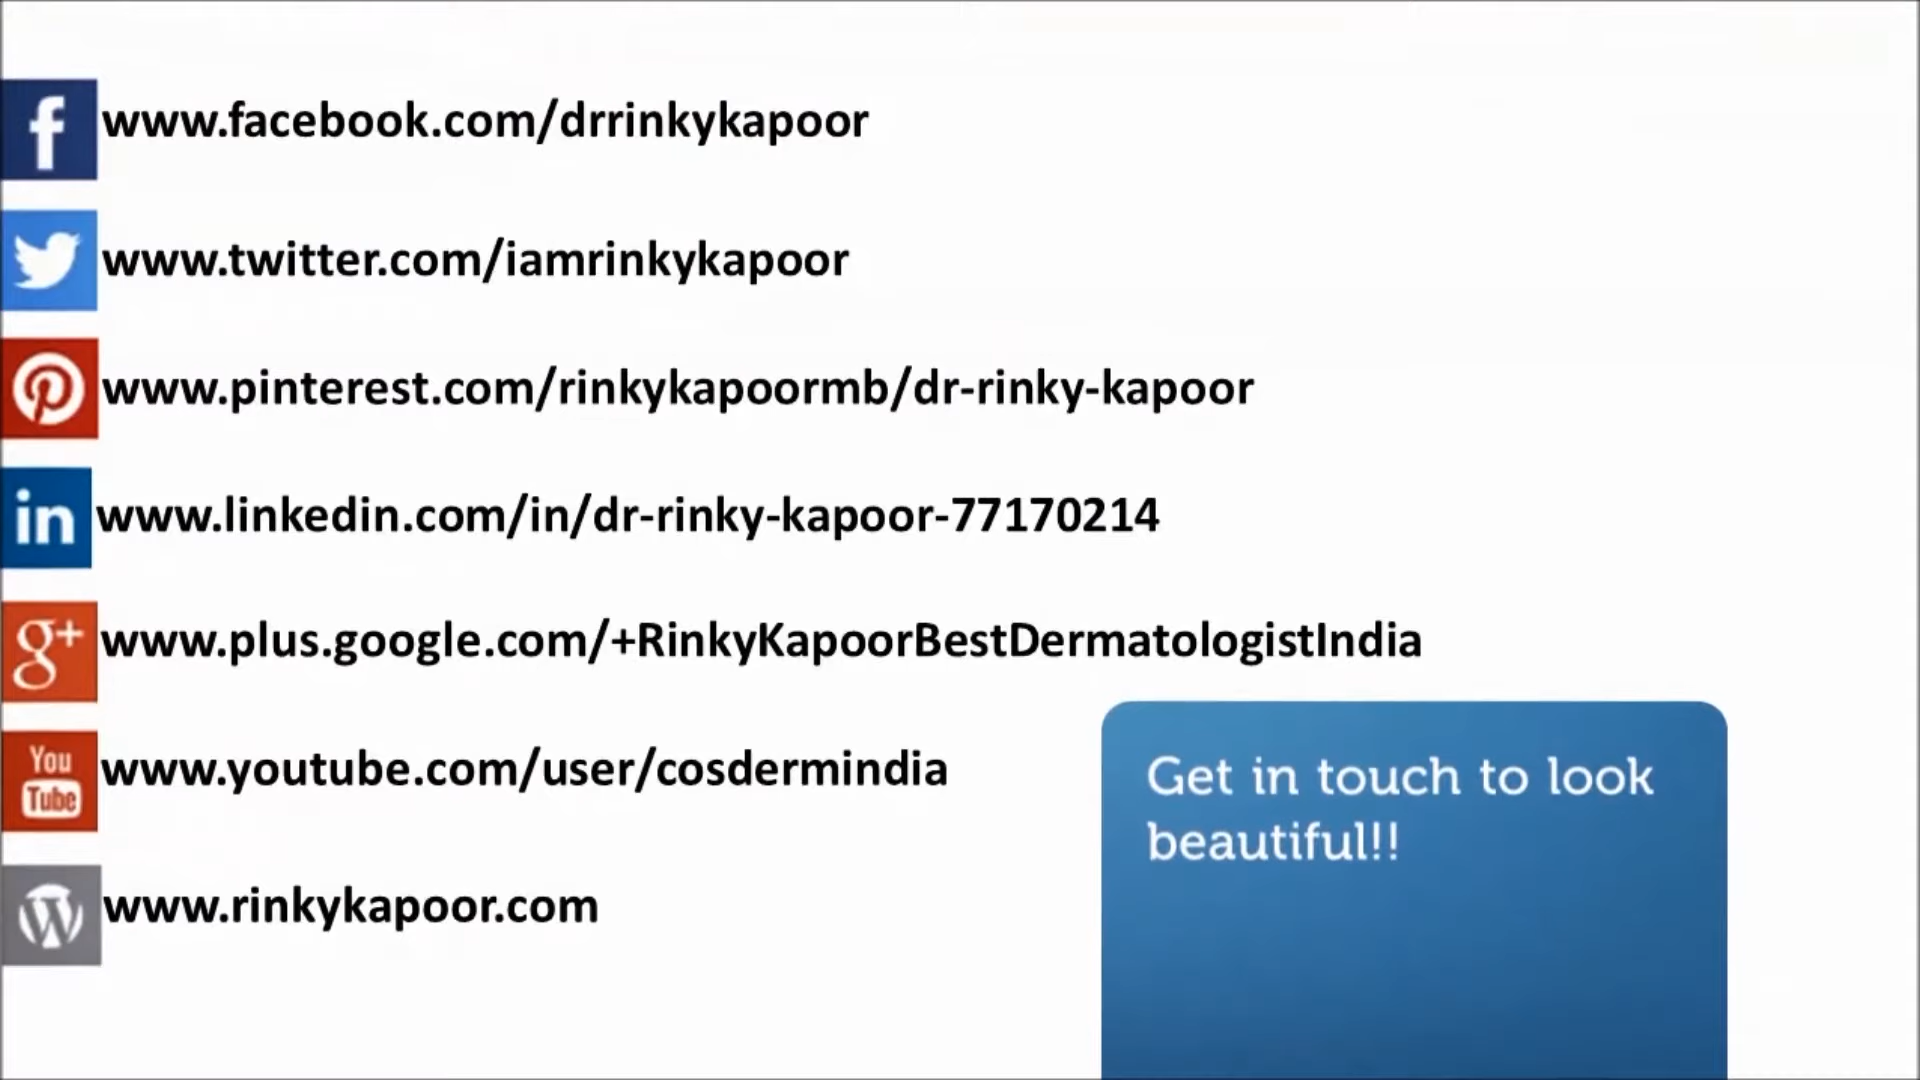 f www.facebook.com/drrinkykapoor
www.twitter.com/iamrinkykapoor
www.pinterest.com/rinkykapoormb/dr-rinky-kapoor
in www.linkedin.com/in/dr-rinky-kapoor-77170214
g+ www.plus.google.com/+RinkyKapoorBestDermatologistIndia
You
Tube www.youtube.com/user/cosdermindia
www.rinkykapoor.com
Get in touch to look
beautiful!!